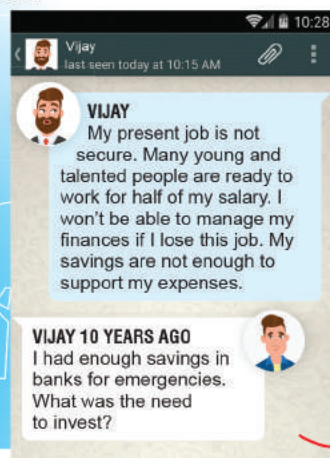 10:28
Vijay
last seen today at 10:15 AM
VIJAY
My present job is not
secure. Many young and
talented people are ready to
work for half of my salary. I
won't be able to manage my
finances if I lose this job. My
savings are not enough to
support my expenses.
VIJAY 10 YEARS AGO
I had enough savings in
banks for emergencies.
What was the need
to invest?